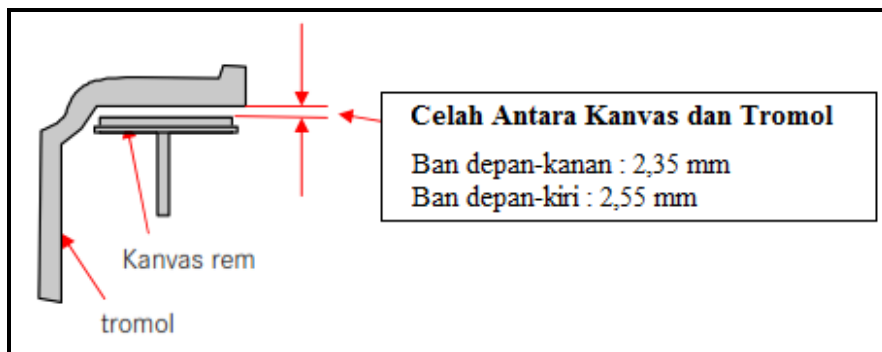 Celah Antara Kanvas dan Tromol
Ban depan-kanan : 2,35 mm
Ban depan-kiri : 2,55 mm
Kanvas rem
tromol